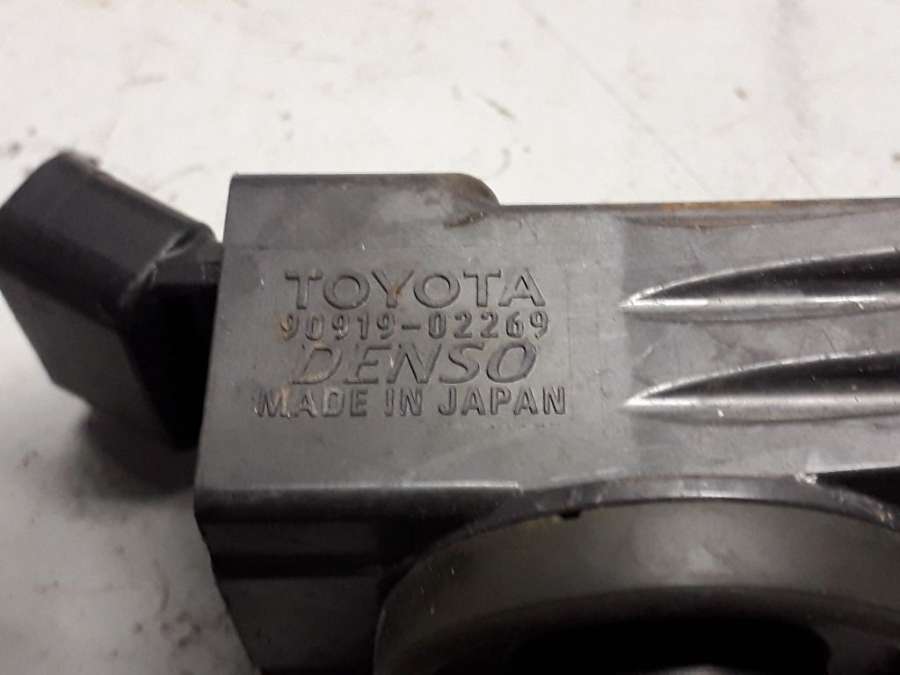 TOYOTA
90919-02269
DENSO
MADE IN JAPAN